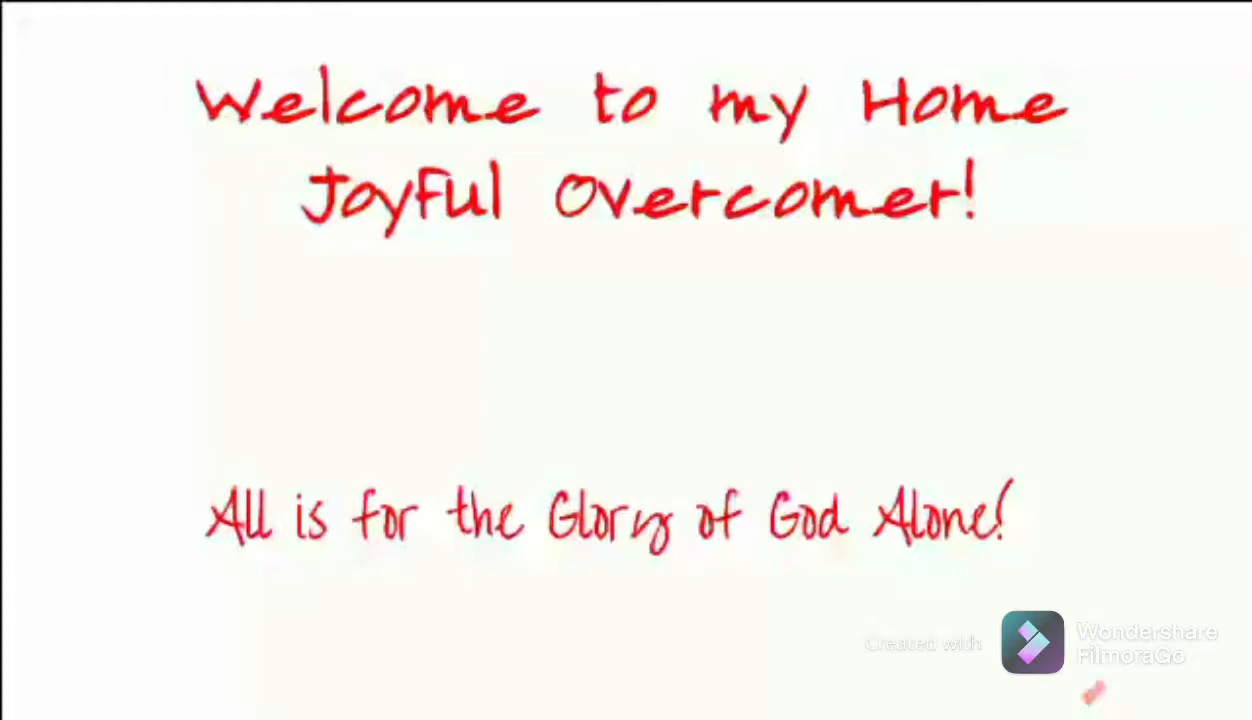 Welcome to my Home
Joyful Overcomer!
All is for the Glory of God Alone!
Created with
Wondershare
FilmoraGo